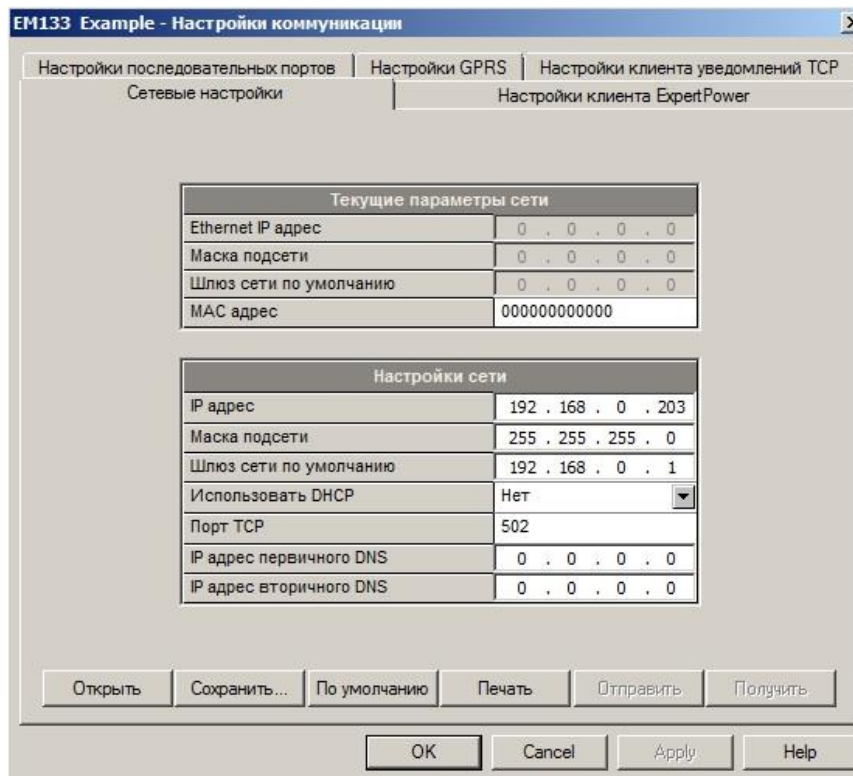 EM133 Example - Настройки коммуникации
Настройки последовательных портов Настройки GPRS Настройки клиента уведомлений TCP
Сетевые настройки Настройки клиента ExpertPower
Текущие параметры сети
Ethernet IP адрес 0 . 0 . 0 . 0
Маска подсети 0 . 0 . 0 . 0
Шлюз сети по умолчанию 0 . 0 . 0 . 0
MAC адрес 000000000000
Настройки сети
IP адрес 192 . 168 . 0 . 203
Маска подсети 255 . 255 . 255 . 0
Шлюз сети по умолчанию 192 . 168 . 0 . 1
Использовать DHCP Нет
Порт TCP 502
IP адрес первичного DNS 0 . 0 . 0 . 0
IP адрес вторичного DNS 0 . 0 . 0 . 0
Открыть Сохранить... По умолчанию Печать Отправить Получить
OK Cancel Apply Help